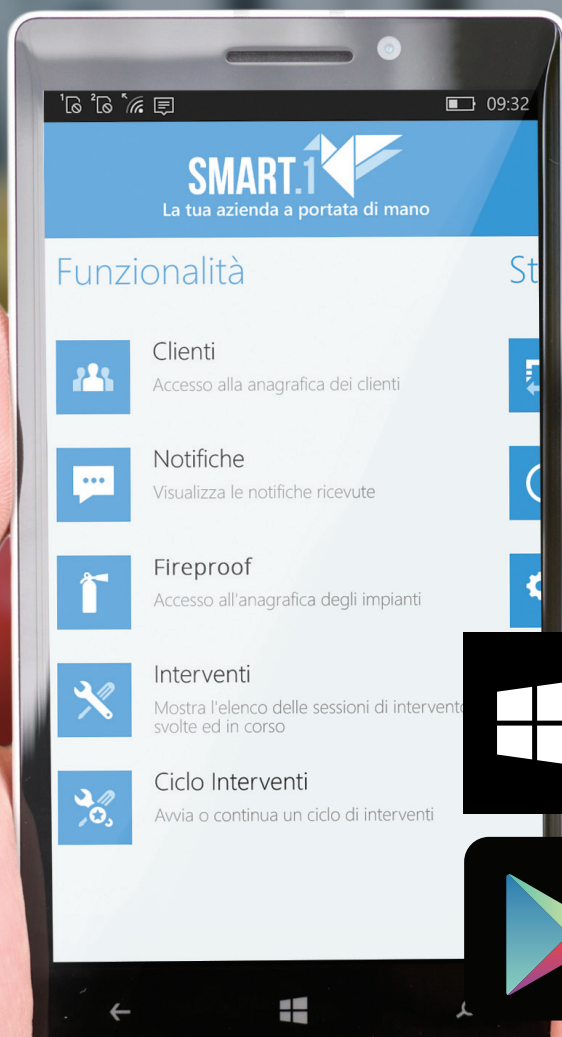 1 2 09:32
SMART.1
La tua azienda a portata di mano
Funzionalità
St
Clienti
Accesso alla anagrafica dei clienti
Notifiche
Visualizza le notifiche ricevute
Fireproof
Accesso all'anagrafica degli impianti
Interventi
Mostra l'elenco delle sessioni di intervento
svolte ed in corso
Ciclo Interventi
Avvia o continua un ciclo di interventi